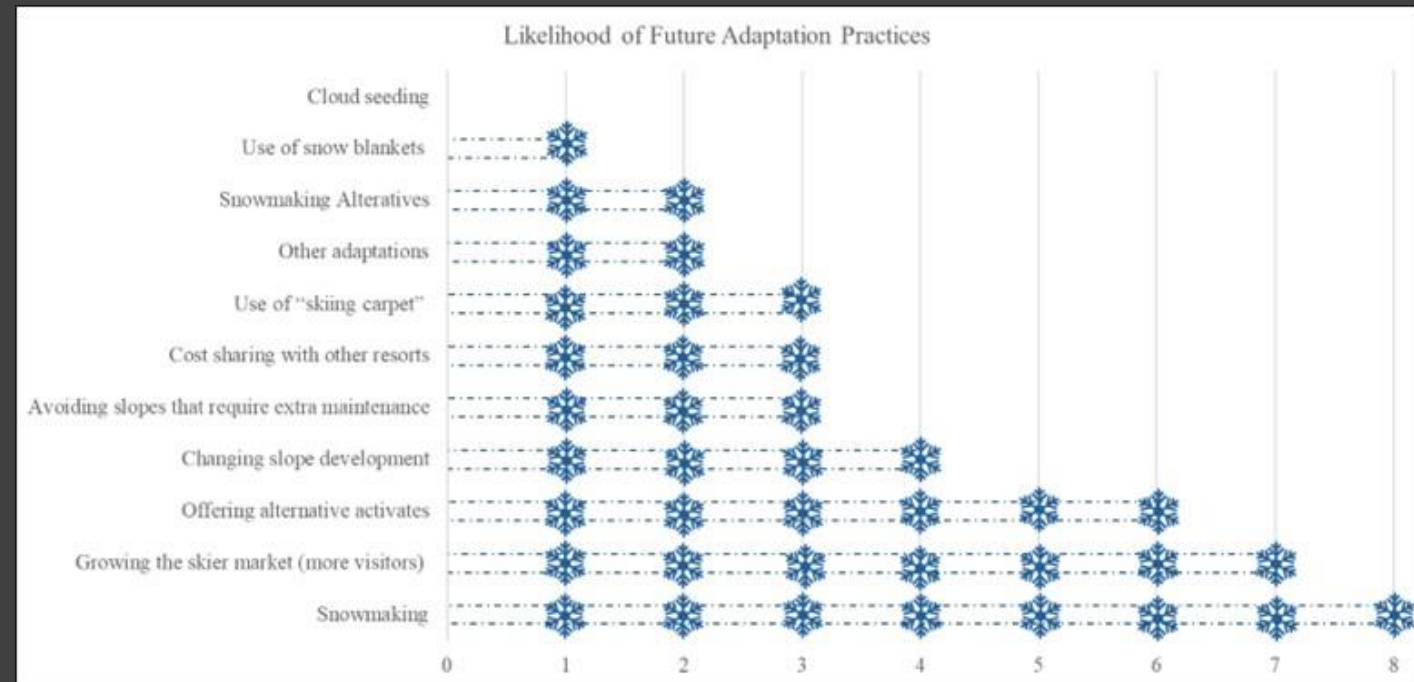 Likelihood of Future Adaptation Practices
Cloud seeding
Use of snow blankets
Snowmaking Alteratives
Other adaptations
Use of “skiing carpet”
Cost sharing with other resorts
Avoiding slopes that require extra maintenance
Changing slope development
Offering alternative activates
Growing the skier market (more visitors)
Snowmaking
0 1 2 3 4 5 6 7 8